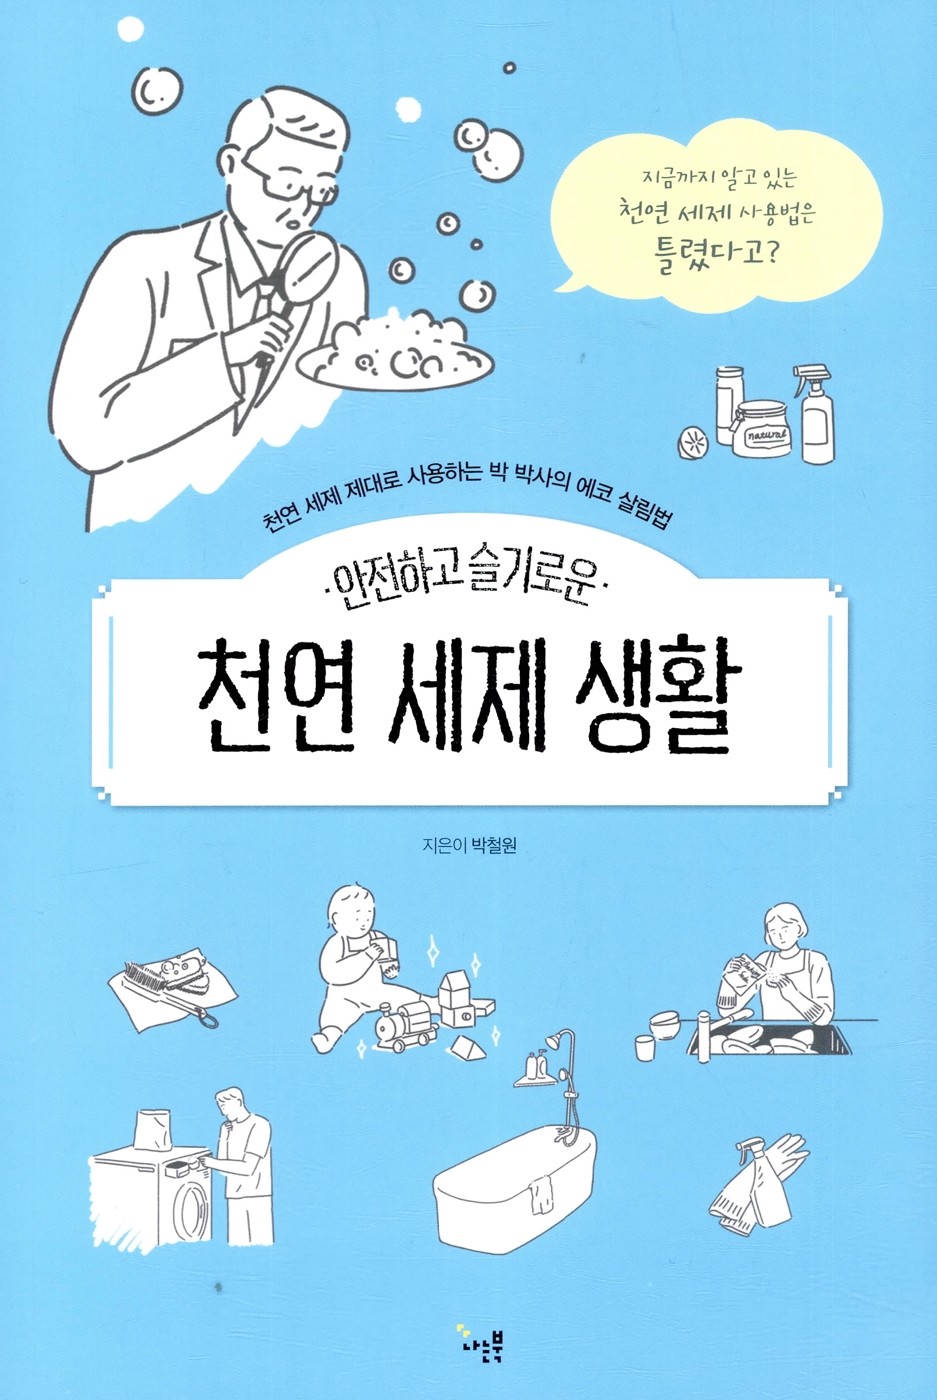 지금까지 알고 있는
천연 세제 사용법은
틀렸다고?
natural
천연 세제 제대로 사용하는 박 박사의 에코 살림법
·안전하고 슬기로운·
천연 세제 생활
지은이 박철원
나는북